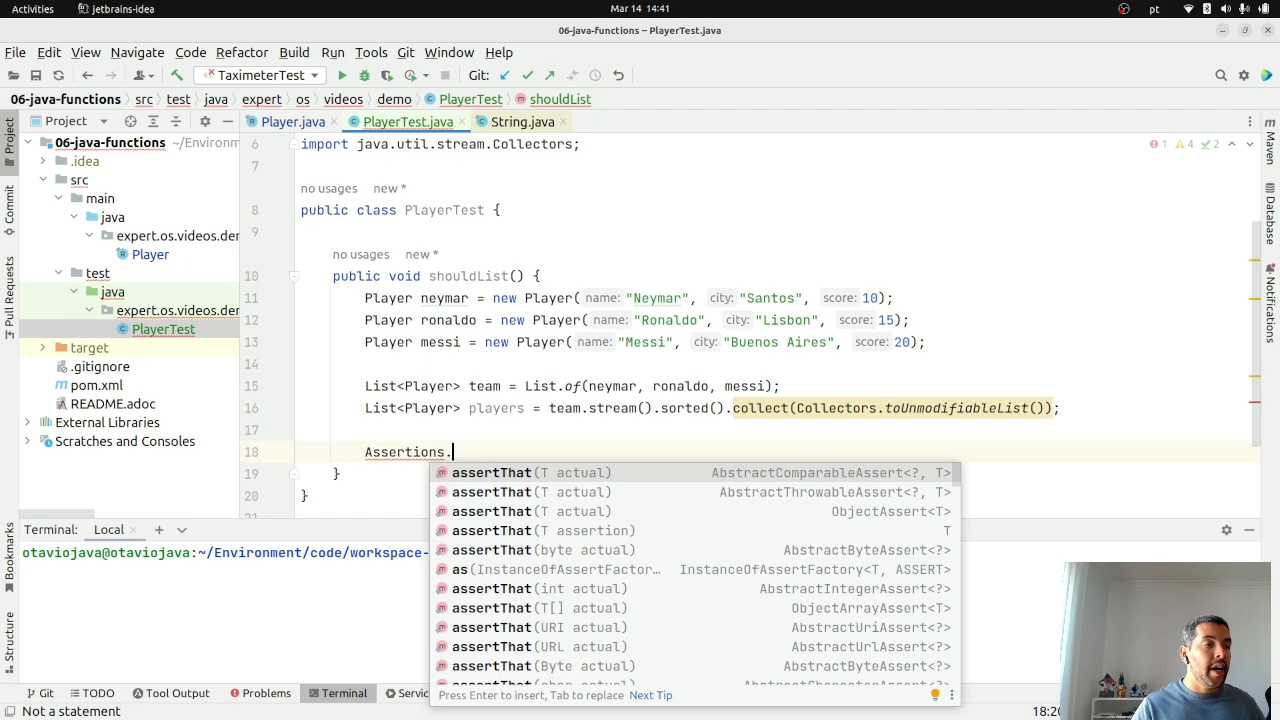 Activities jetbrains-idea Mar 14 14:41 pt
06-java-functions – PlayerTest.java
File Edit View Navigate Code Refactor Build Run Tools Git Window Help
TaximeterTest Git:
06-java-functions src test java expert os videos demo PlayerTest shouldList
Project Player.java PlayerTest.java String.java
06-java-functions ~/Environm
.idea
src
main
java
expert.os.videos.der
Player
test
java
expert.os.videos.der
PlayerTest
target
.gitignore
pom.xml
README.adoc
External Libraries
Scratches and Consoles
Project
Commit
Pull Requests
Bookmarks
Structure
1 4 2
6 import java.util.stream.Collectors;
7
no usages new *
8 public class PlayerTest {
9
no usages new *
10 public void shouldList() {
11 Player neymar = new Player( name: "Neymar", city: "Santos", score: 10);
12 Player ronaldo = new Player( name: "Ronaldo", city: "Lisbon", score: 15);
13 Player messi = new Player( name: "Messi", city: "Buenos Aires", score: 20);
14
15 List<Player> team = List.of(neymar, ronaldo, messi);
16 List<Player> players = team.stream().sorted().collect(Collectors.toUnmodifiableList());
17
18 Assertions.
19 }
20 }
21
assertThat(T actual) AbstractComparableAssert<?, T>
assertThat(T actual) AbstractThrowableAssert<?, T>
assertThat(T actual) ObjectAssert<T>
assertThat(T assertion) T
assertThat(byte actual) AbstractByteAssert<?>
as(InstanceOfAssertFactor… InstanceOfAssertFactory<T, ASSERT>
assertThat(int actual) AbstractIntegerAssert<?>
assertThat(T[] actual) ObjectArrayAssert<T>
assertThat(URI actual) AbstractUriAssert<?>
assertThat(URL actual) AbstractUrlAssert<?>
assertThat(Byte actual) AbstractByteAssert<?>
assertThat(char actual) AbstractCharacterAssert<?>
Press Enter to insert, Tab to replace Next Tip
Maven
Database
Notifications
Terminal: Local
otaviojava@otaviojava:~/Environment/code/workspace-
Git TODO Tool Output Problems Terminal Servic
Not a statement 18:20